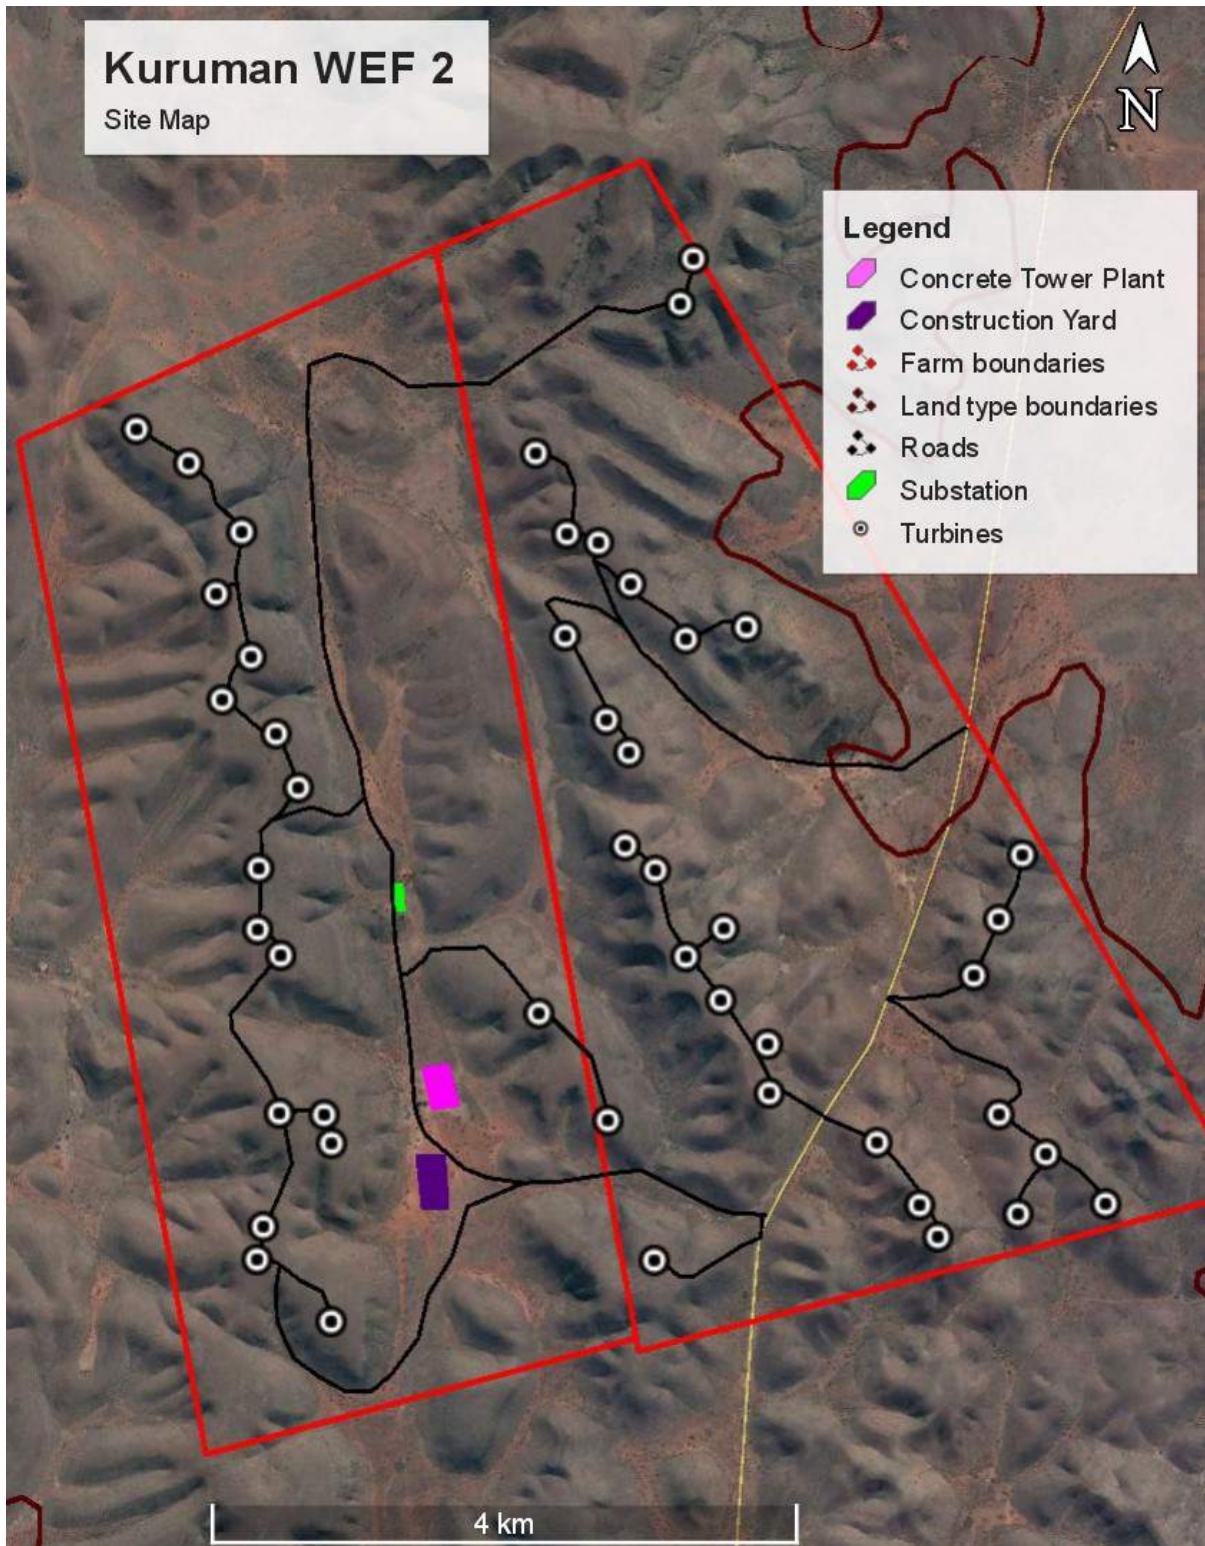 Kuruman WEF 2
Site Map
N
Legend
Concrete Tower Plant
Construction Yard
Farm boundaries
Land type boundaries
Roads
Substation
Turbines
4 km